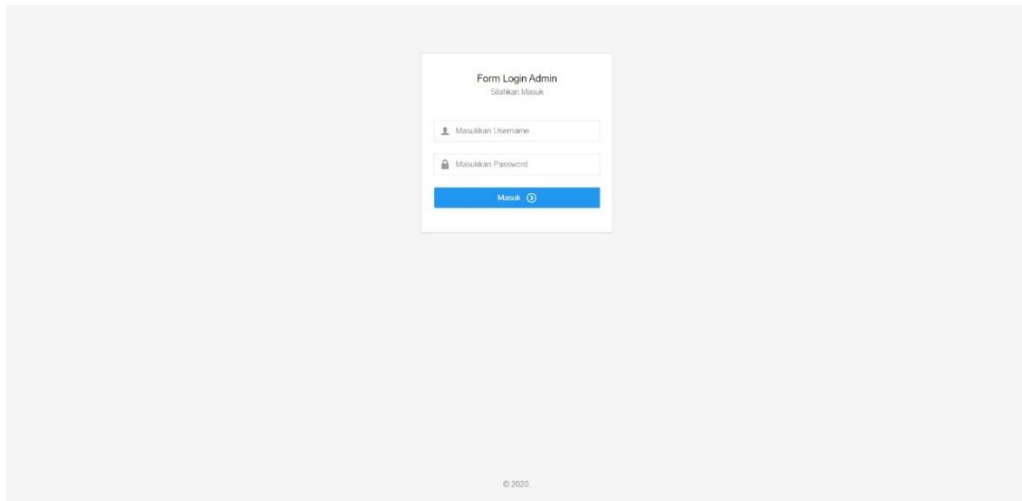 Form Login Admin
Silahkan Masuk
Masukkan Username
Masukkan Password
Masuk
© 2020